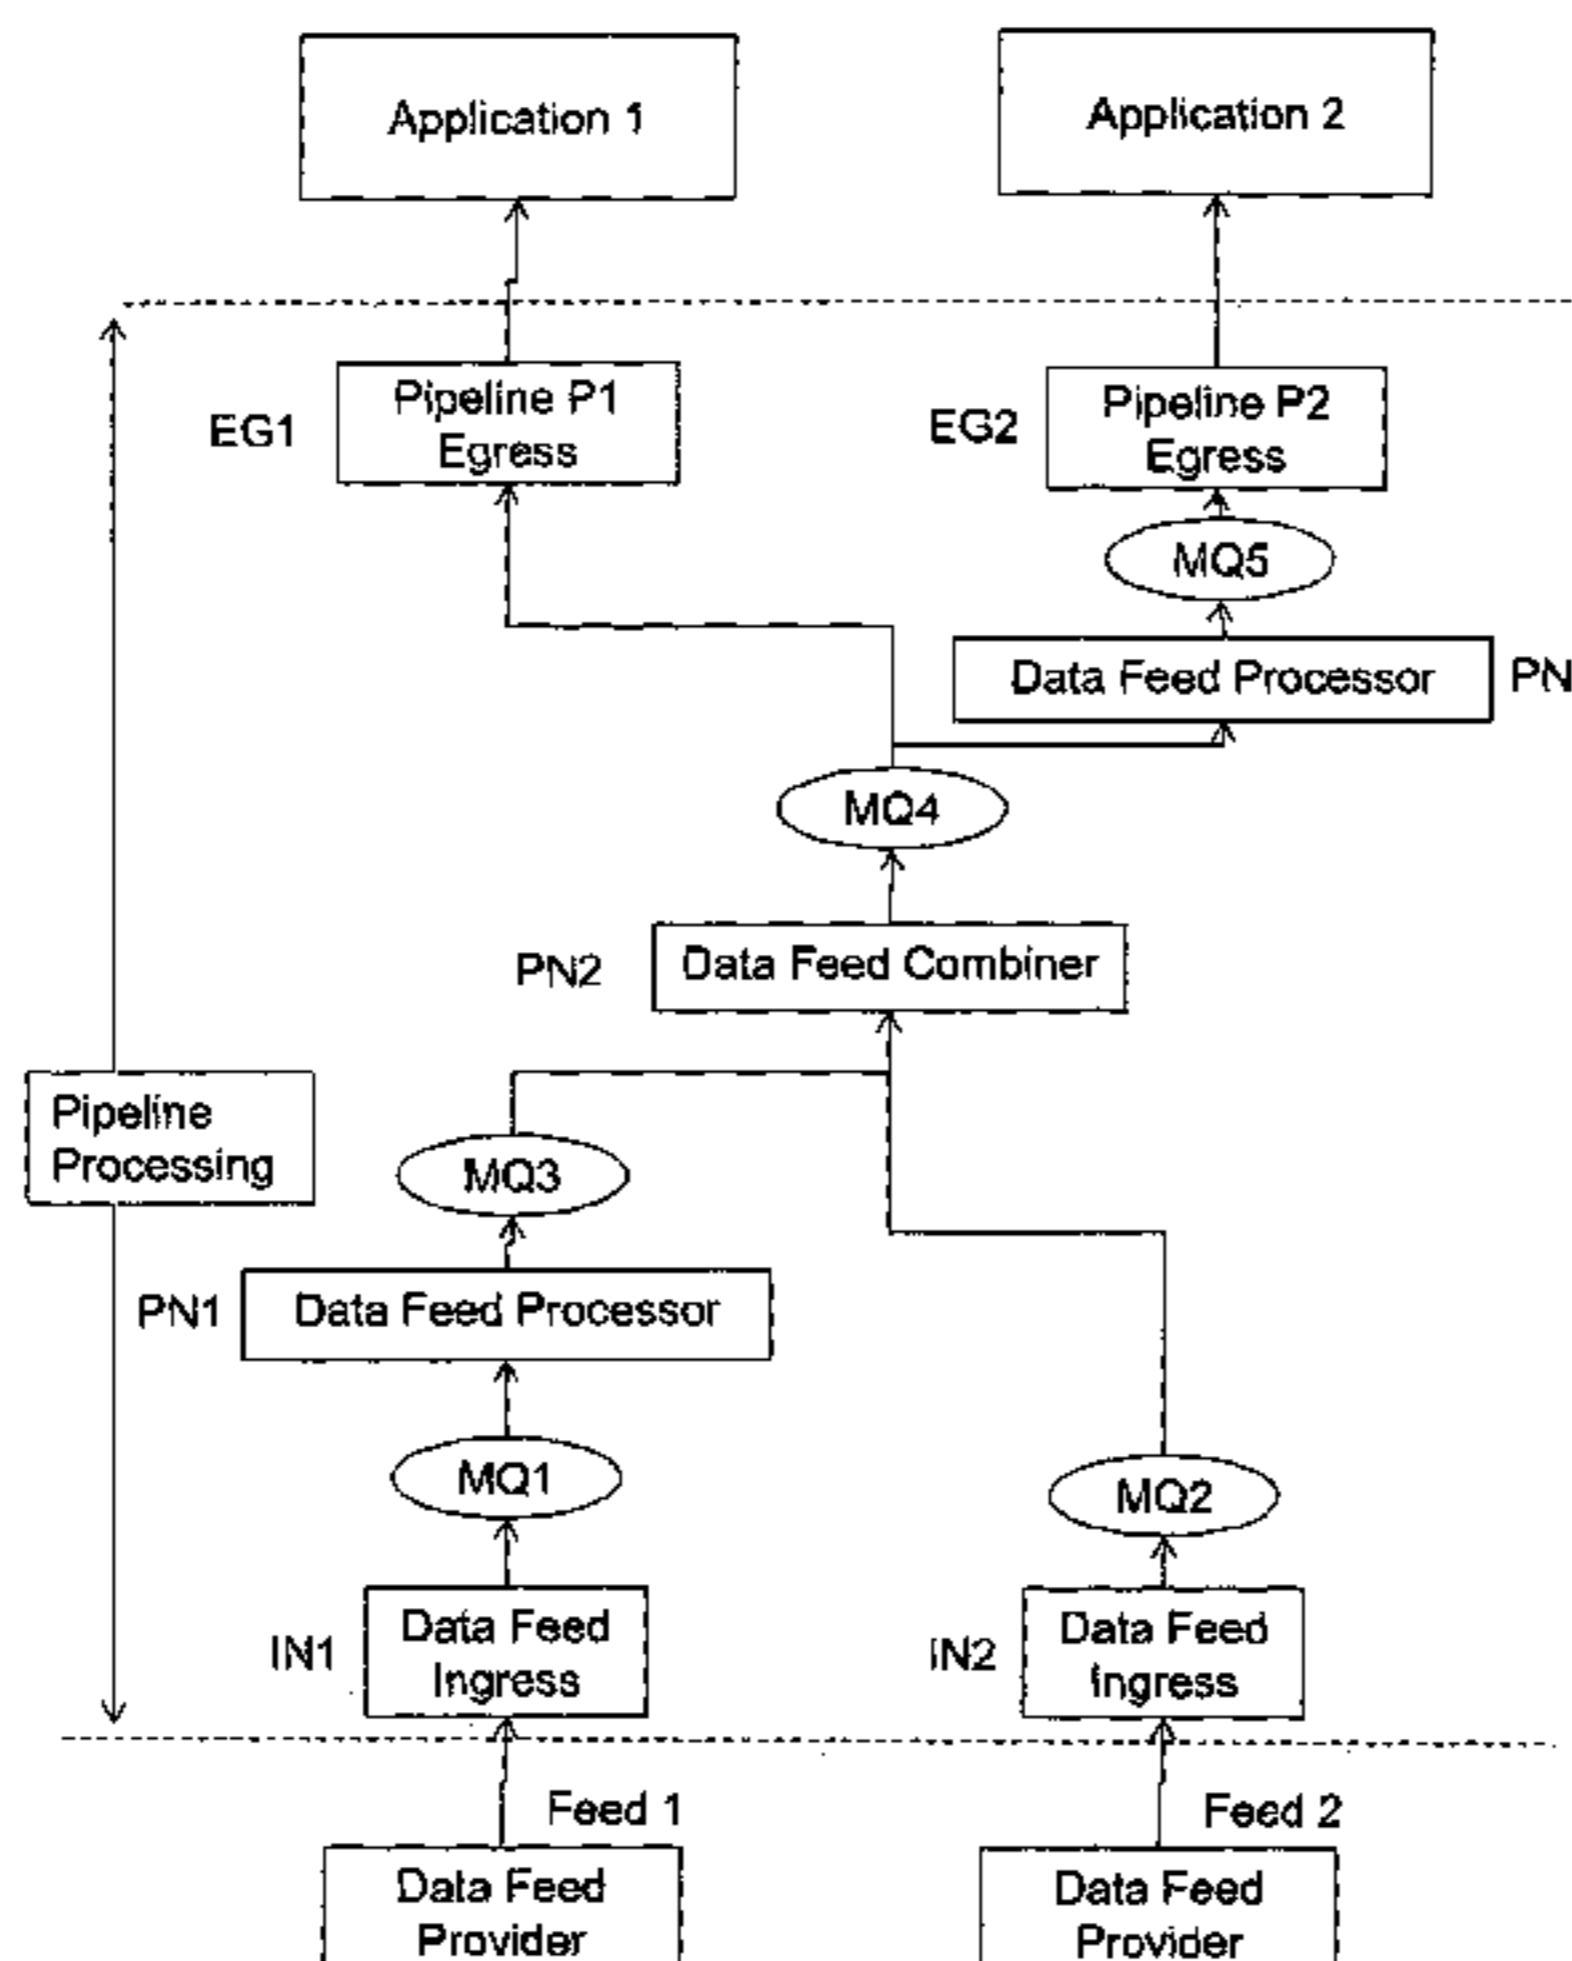 Application 1
Application 2
EG1
Pipeline P1
Egress
EG2
Pipeline P2
Egress
MQ5
Data Feed Processor
PN
MQ4
PN2
Data Feed Combiner
Pipeline
Processing
MQ3
PN1
Data Feed Processor
MQ1
MQ2
IN1
Data Feed
Ingress
IN2
Data Feed
Ingress
Feed 1
Feed 2
Data Feed
Provider
Data Feed
Provider